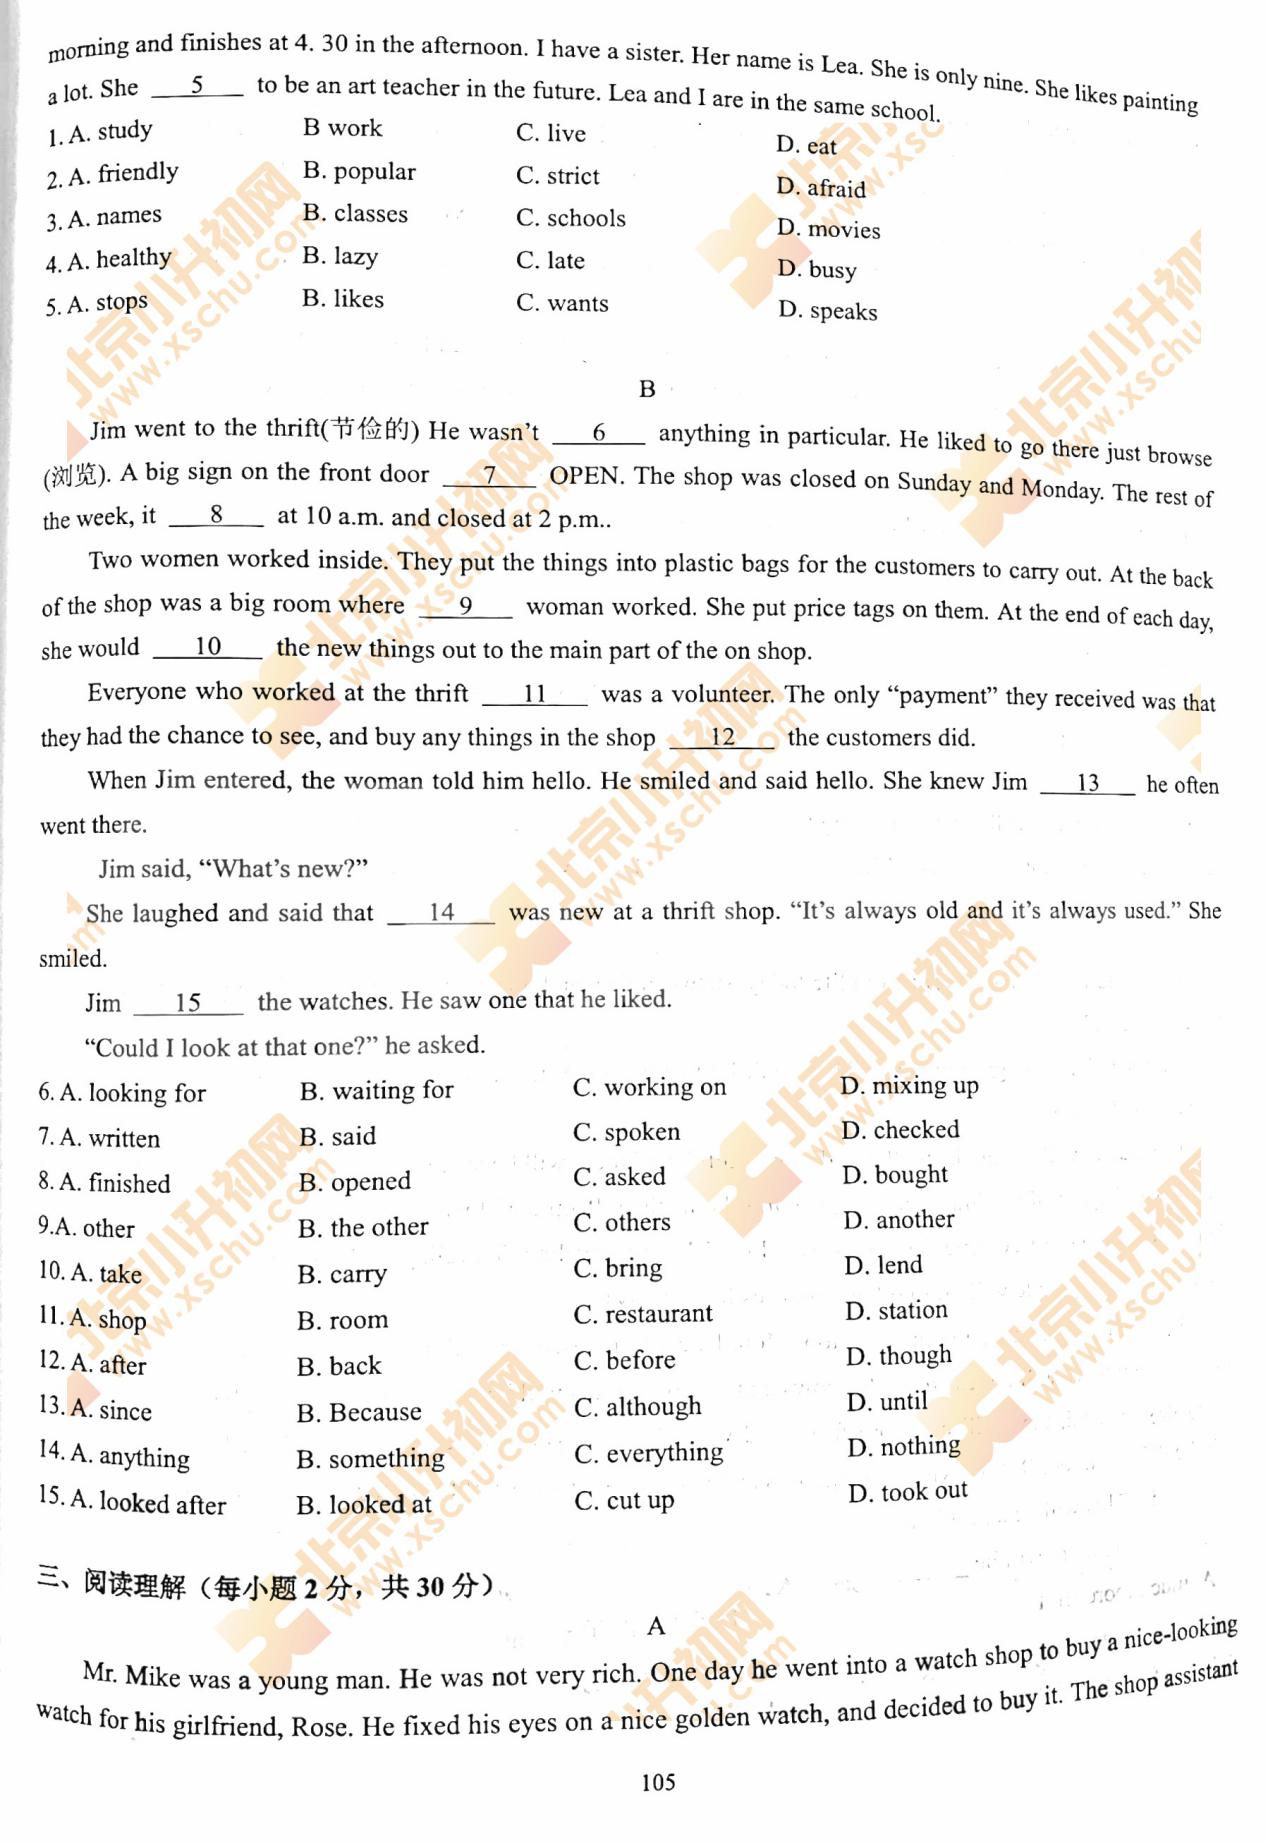 morning and finishes at 4. 30 in the afternoon. I have a sister. Her name is Lea. She is only nine. She likes painting
a lot. She 5 to be an art teacher in the future. Lea and I are in the same school.
1. A. study B work C. live D. eat
2. A. friendly B. popular C. strict D. afraid
3. A. names B. classes C. schools D. movies
4. A. healthy B. lazy C. late D. busy
5. A. stops B. likes C. wants D. speaks
B
Jim went to the thrift(节俭的) He wasn't 6 anything in particular. He liked to go there just browse
(浏览). A big sign on the front door 7 OPEN. The shop was closed on Sunday and Monday. The rest of
the week, it 8 at 10 a.m. and closed at 2 p.m..
Two women worked inside. They put the things into plastic bags for the customers to carry out. At the back
of the shop was a big room where 9 woman worked. She put price tags on them. At the end of each day,
she would 10 the new things out to the main part of the on shop.
Everyone who worked at the thrift 11 was a volunteer. The only “payment” they received was that
they had the chance to see, and buy any things in the shop 12 the customers did.
When Jim entered, the woman told him hello. He smiled and said hello. She knew Jim 13 he often
went there.
Jim said, “What's new?”
She laughed and said that 14 was new at a thrift shop. “It's always old and it's always used.” She
smiled.
Jim 15 the watches. He saw one that he liked.
“Could I look at that one?” he asked.
6. A. looking for B. waiting for C. working on D. mixing up
7. A. written B. said C. spoken D. checked
8. A. finished B. opened C. asked D. bought
9.A. other B. the other C. others D. another
10. A. take B. carry C. bring D. lend
11. A. shop B. room C. restaurant D. station
12. A. after B. back C. before D. though
13. A. since B. Because C. although D. until
14. A. anything B. something C. everything D. nothing
15. A. looked after B. looked at C. cut up D. took out
三、阅读理解（每小题 2 分，共 30 分）
A
Mr. Mike was a young man. He was not very rich. One day he went into a watch shop to buy a nice-looking
watch for his girlfriend, Rose. He fixed his eyes on a nice golden watch, and decided to buy it. The shop assistant
105
北京小升初网
www.xschu.com